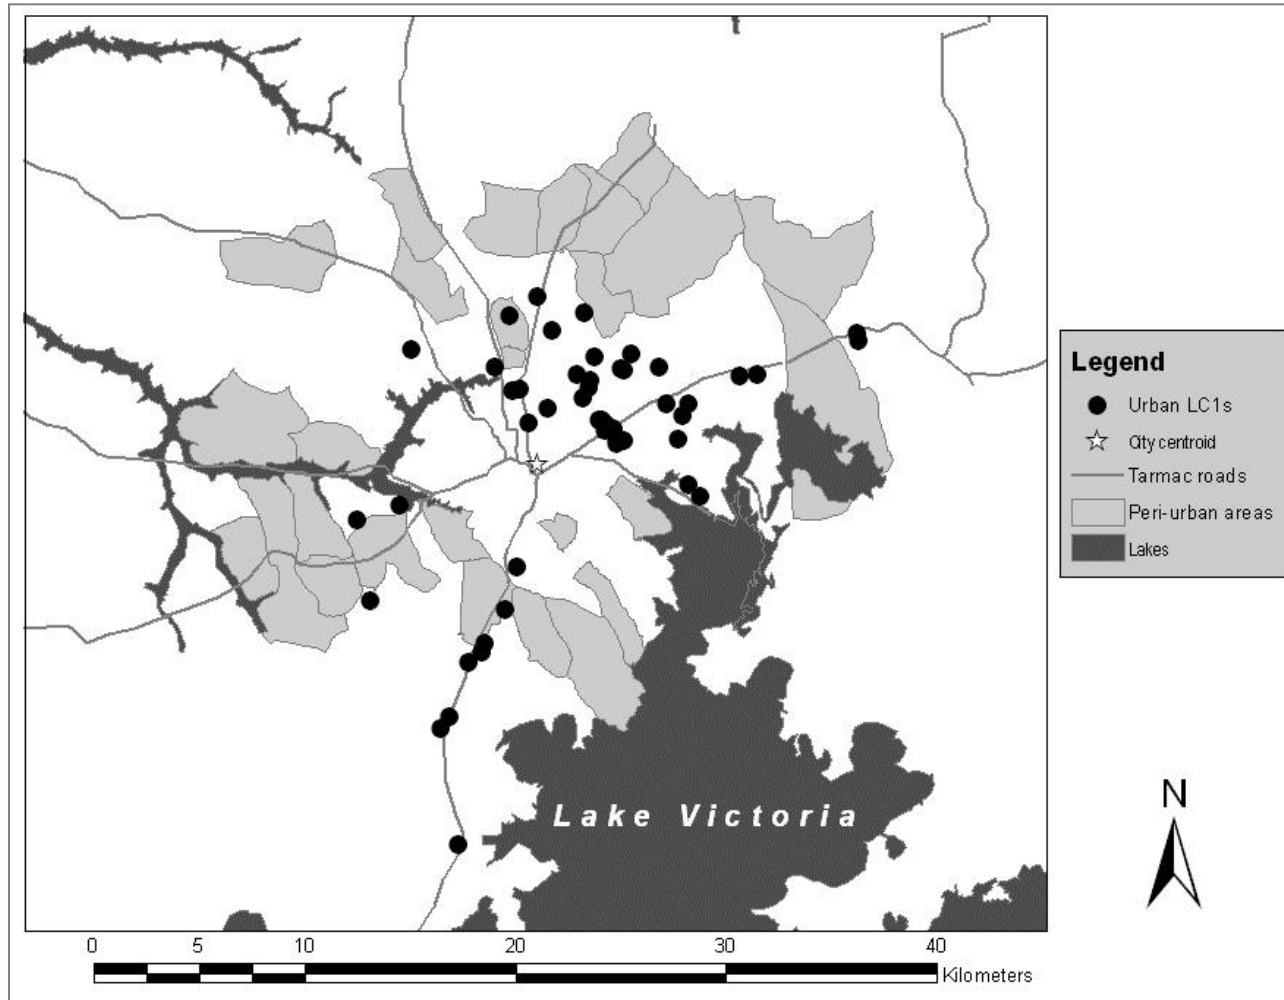 Legend
Urban LC1s
City centroid
Tarmac roads
Peri-urban areas
Lakes
N
Lake Victoria
0 5 10 20 30 40
Kilometers